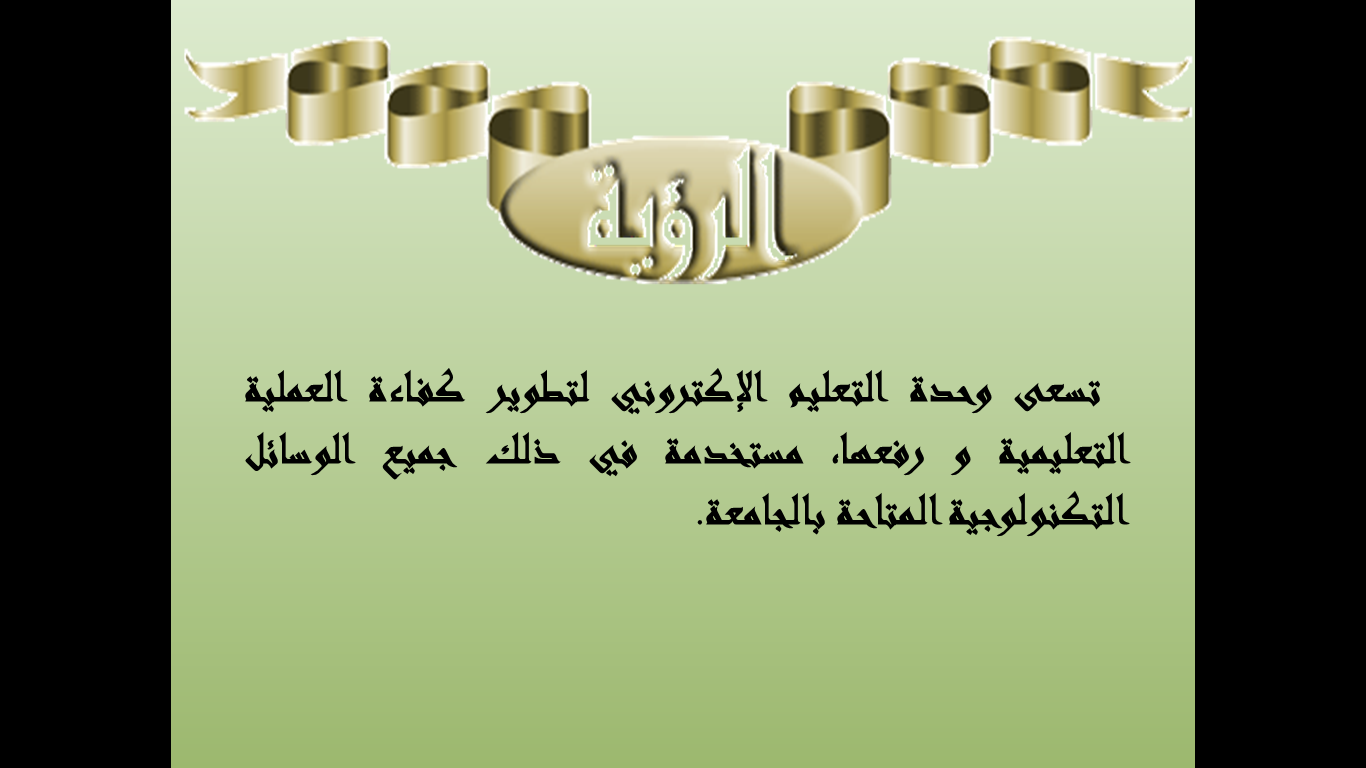 الرؤية
تسعى وحدة التعليم الإكتروني لتطوير كفاءة العملية
التعليمية و رفعها، مستخدمة في ذلك جميع الوسائل
التكنولوجية المتاحة بالجامعة.